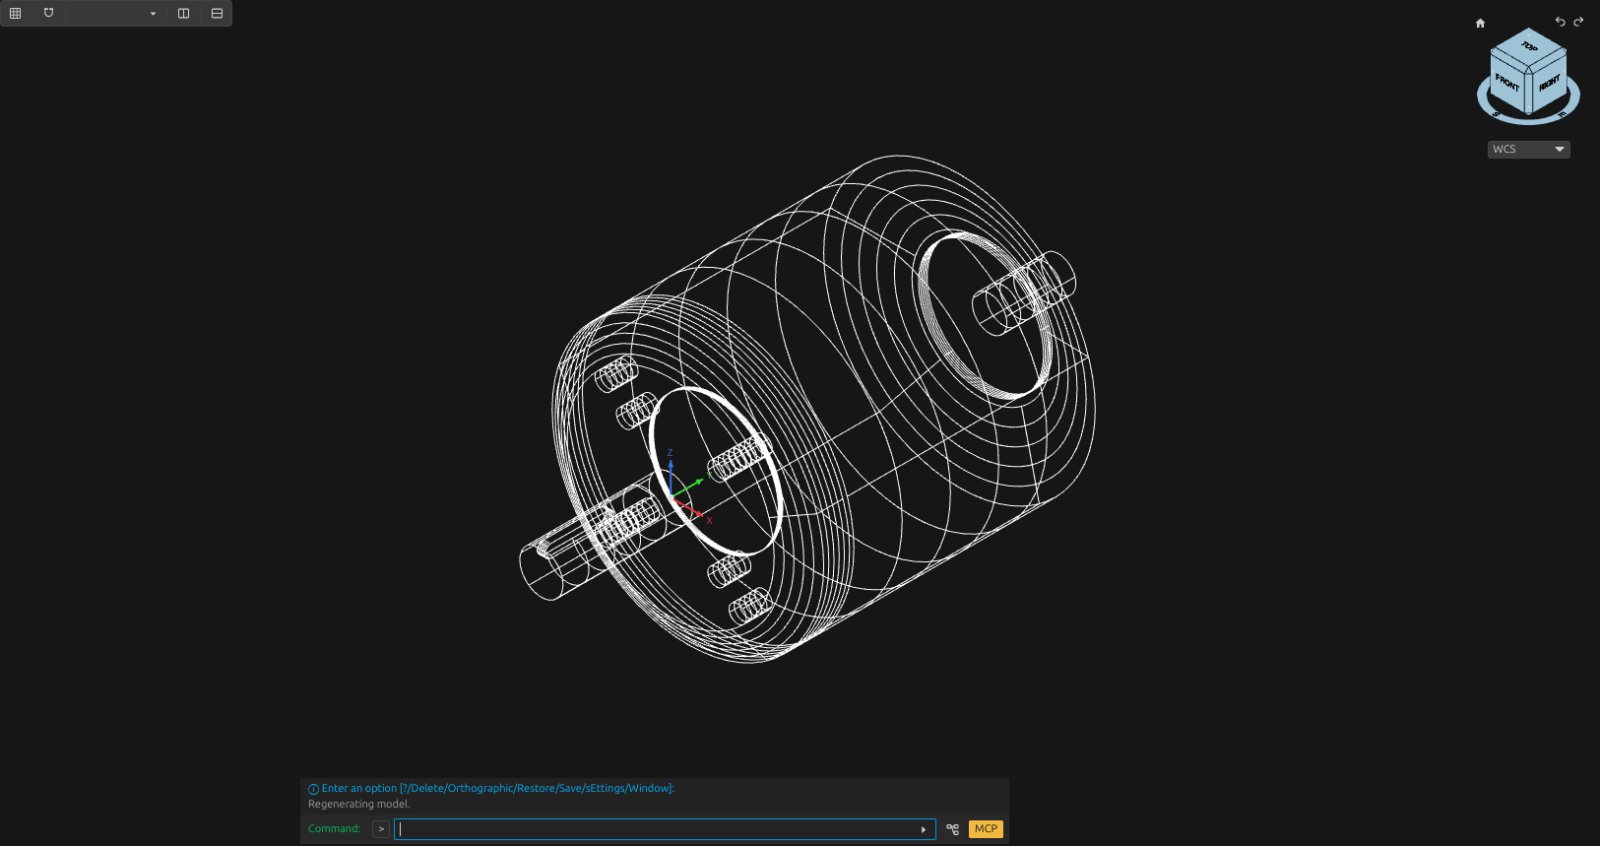 TOP
FRONT
RIGHT
S
E
WCS
Z
Y
X
Enter an option [?/Delete/Orthographic/Restore/Save/sEttings/Window]:
Regenerating model.
Command:
>
MCP